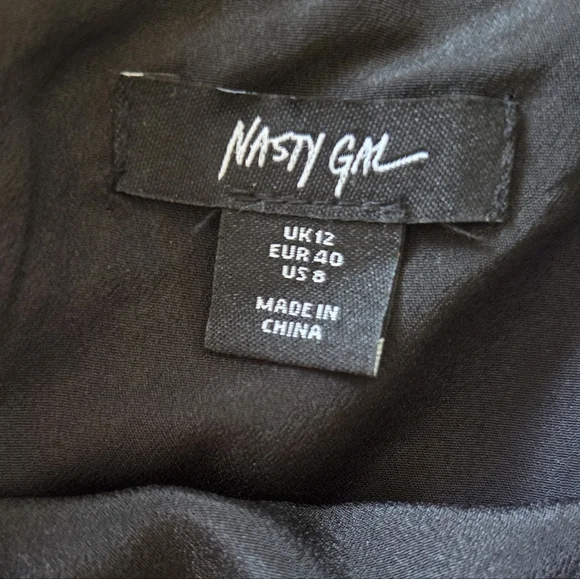 NASTY GAL
UK 12
EUR 40
US 8
MADE IN
CHINA